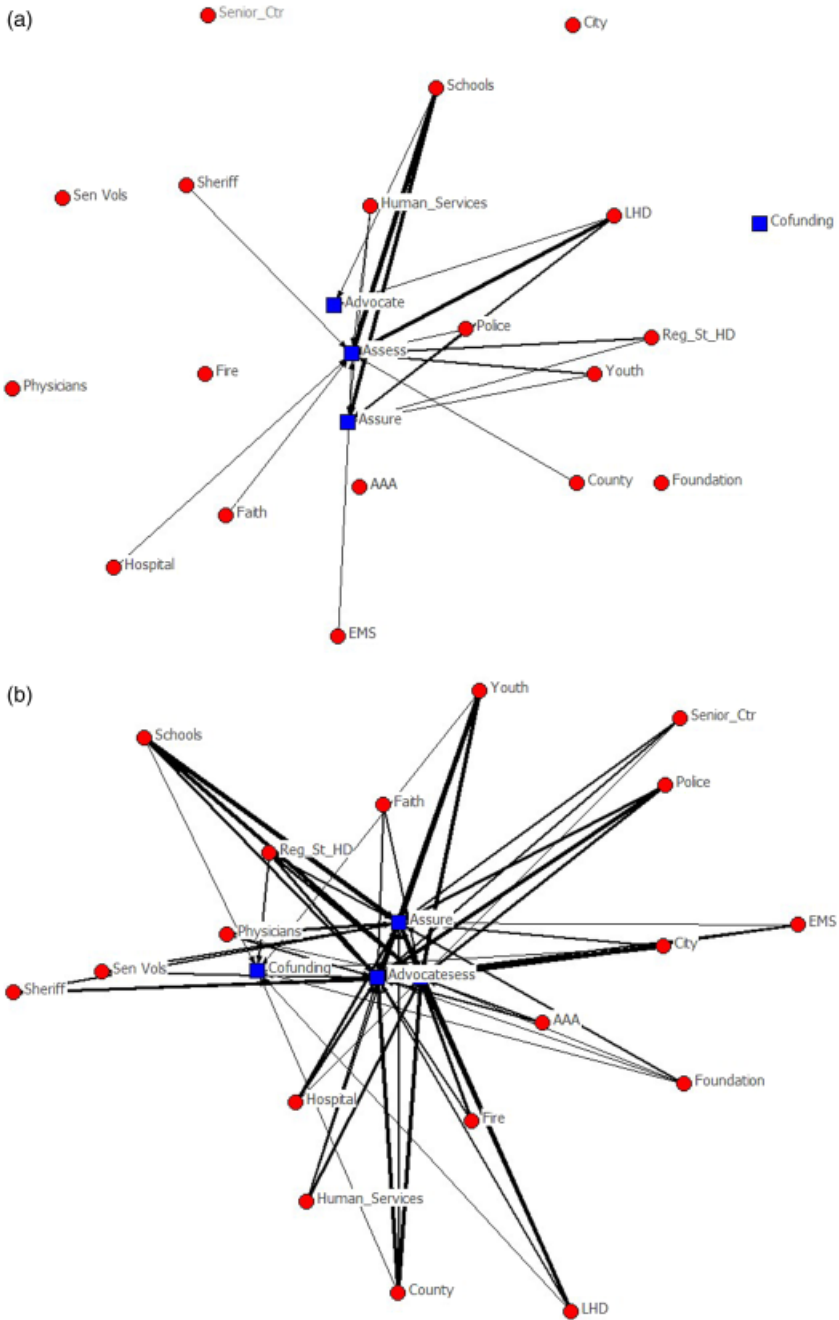 (a)
Senior_Ctr
City
Schools
Sheriff
Sen Vols
Human_Services
LHD
Cofunding
Advocate
Police
Reg_St_HD
Assess
Fire
Youth
Physicians
Assure
AAA
County
Foundation
Faith
Hospital
EMS
(b)
Youth
Senior_Ctr
Schools
Police
Faith
Reg_St_HD
Assure
EMS
Physicians
City
Sen Vols
Cofunding
Advocatesess
Sheriff
AAA
Foundation
Hospital
Fire
Human_Services
County
LHD